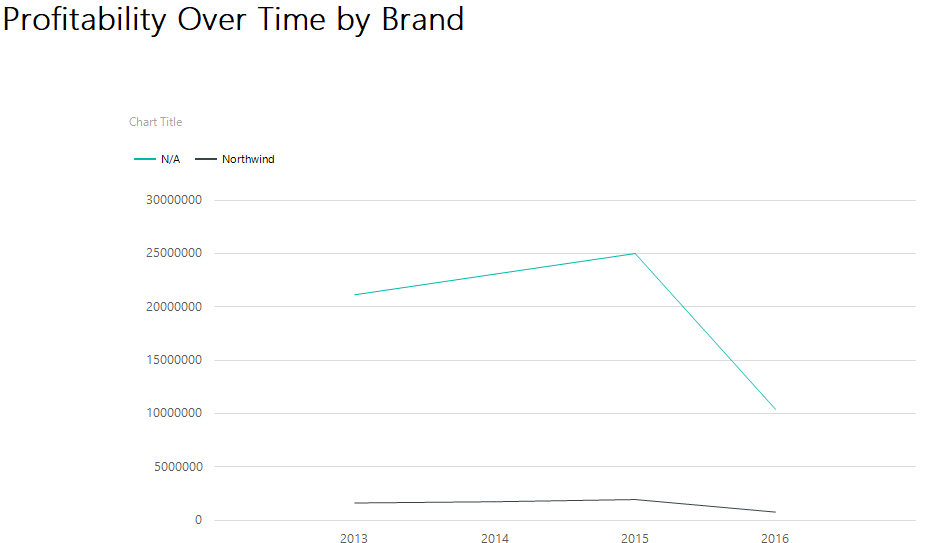 Profitability Over Time by Brand
Chart Title
N/A Northwind
30000000
25000000
20000000
15000000
10000000
5000000
0
2013 2014 2015 2016